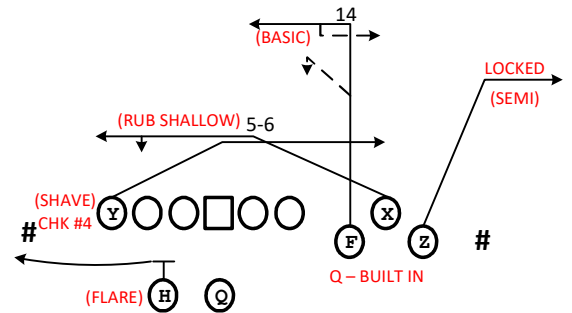 14
(BASIC)
LOCKED
(SEMI)
(RUB SHALLOW) 5-6
(SHAVE)
CHK #4
Y
X
#
F
Z
#
Q – BUILT IN
(FLARE)
H
Q